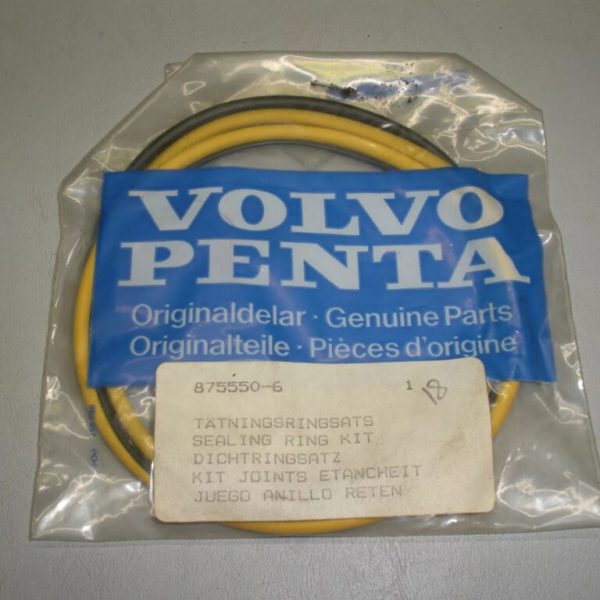 VOLVO
PENTA
Originaldelar · Genuine Parts
Originalteile · Pièces d'origine
875550-6 1 18
TÄTNINGSRINGSATS
SEALING RING KIT
DICHTRINGSATZ
KIT JOINTS ETANCHEIT
JUEGO ANILLO RETEN